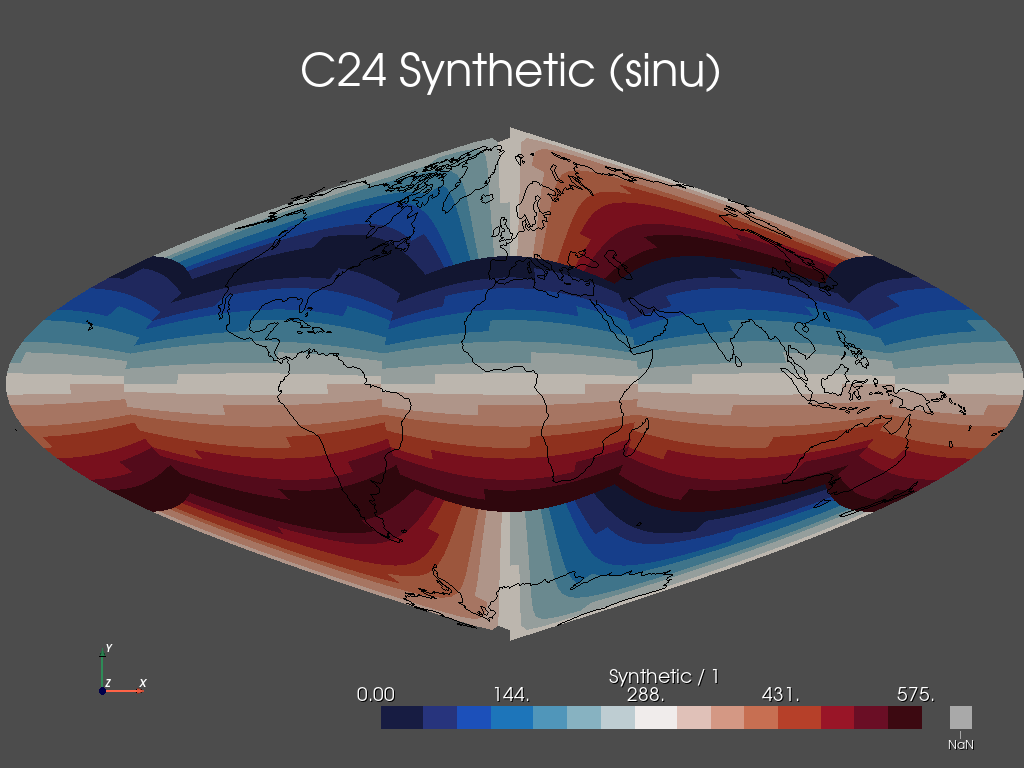 C24 Synthetic (sinu)
Y
Z X
Synthetic / 1
0.00 144. 288. 431. 575.
NaN